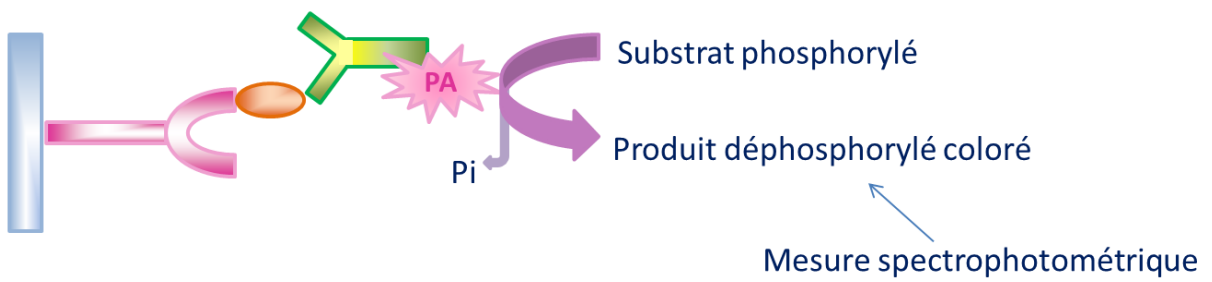 Substrat phosphorylé
PA
Produit déphosphorylé coloré
Pi
Mesure spectrophotométrique